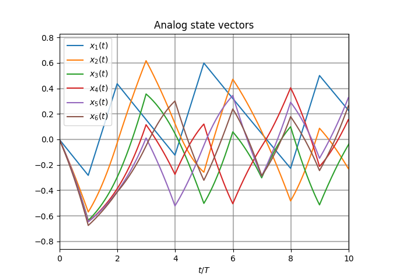 Analog state vectors
0.8
0.6
0.4
0.2
0.0
−0.2
−0.4
−0.6
−0.8
x₁(t)
x₂(t)
x₃(t)
x₄(t)
x₅(t)
x₆(t)
0 2 4 6 8 10
t/T